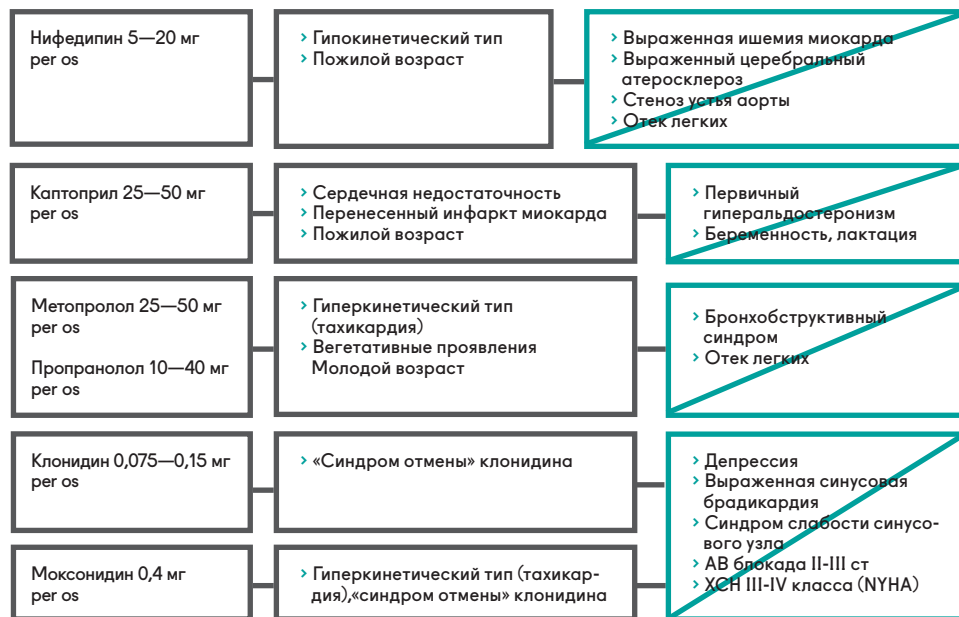 Нифедипин 5—20 мг
per os
› Гипокинетический тип
› Пожилой возраст
› Выраженная ишемия миокарда
› Выраженный церебральный
атеросклероз
› Стеноз устья аорты
› Отек легких
Каптоприл 25—50 мг
per os
› Сердечная недостаточность
› Перенесенный инфаркт миокарда
› Пожилой возраст
› Первичный
гиперальдостеронизм
› Беременность, лактация
Метопролол 25—50 мг
per os
Пропранолол 10—40 мг
per os
› Гиперкинетический тип
(тахикардия)
› Вегетативные проявления
Молодой возраст
› Бронхобструктивный
синдром
› Отек легких
Клонидин 0,075—0,15 мг
per os
› «Синдром отмены» клонидина
› Депрессия
› Выраженная синусовая
брадикардия
› Синдром слабости синусо-
вого узла
› АВ блокада II-III ст
› ХСН III-IV класса (NYHA)
Моксонидин 0,4 мг
per os
› Гиперкинетический тип (тахикар-
дия),«синдром отмены» клонидина